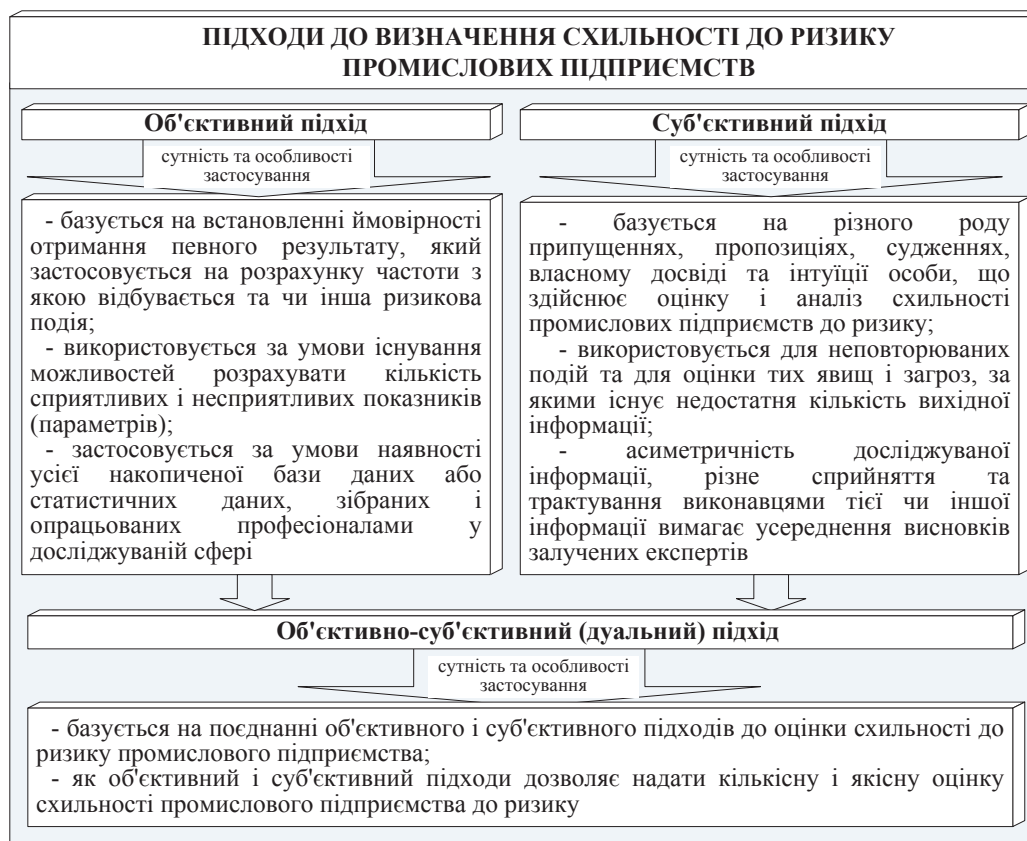 ПІДХОДИ ДО ВИЗНАЧЕННЯ СХИЛЬНОСТІ ДО РИЗИКУ
ПРОМИСЛОВИХ ПІДПРИЄМСТВ
Об'єктивний підхід
сутність та особливості
застосування
- базується на встановленні ймовірності
отримання певного результату, який
застосовується на розрахунку частоти з
якою відбувається та чи інша ризикова
подія;
- використовується за умови існування
можливостей розрахувати кількість
сприятливих і несприятливих показників
(параметрів);
- застосовується за умови наявності
усієї накопиченої бази даних або
статистичних даних, зібраних і
опрацьованих професіоналами у
досліджуваній сфері
Суб'єктивний підхід
сутність та особливості
застосування
- базується на різного роду
припущеннях, пропозиціях, судженнях,
власному досвіді та інтуїції особи, що
здійснює оцінку і аналіз схильності
промислових підприємств до ризику;
- використовується для неповторюваних
подій та для оцінки тих явищ і загроз, за
якими існує недостатня кількість вихідної
інформації;
- асиметричність досліджуваної
інформації, різне сприйняття та
трактування виконавцями тієї чи іншої
інформації вимагає усереднення висновків
залучених експертів
Об'єктивно-суб'єктивний (дуальний) підхід
сутність та особливості
застосування
- базується на поєднанні об'єктивного і суб'єктивного підходів до оцінки схильності до
ризику промислового підприємства;
- як об'єктивний і суб'єктивний підходи дозволяє надати кількісну і якісну оцінку
схильності промислового підприємства до ризику